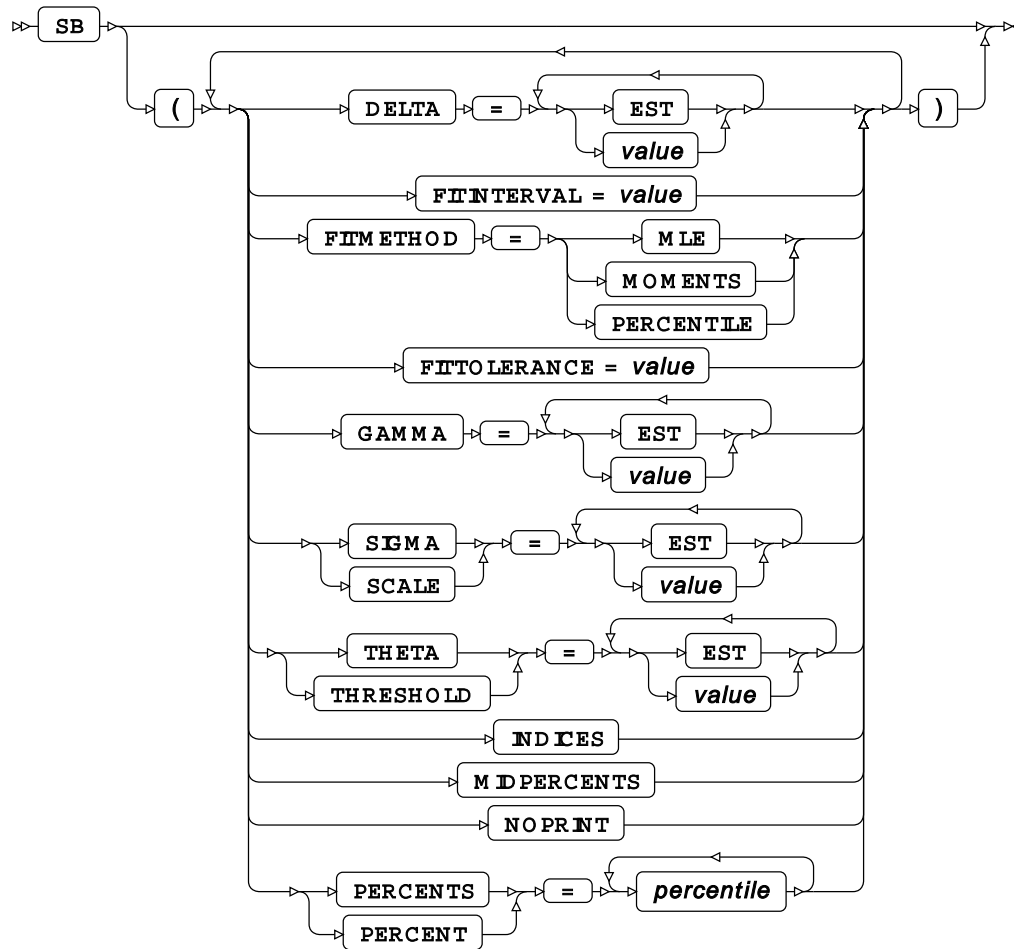 SB
( DELTA = EST )
value
FITINTERVAL = value
FITMETHOD = MLE
MOMENTS
PERCENTILE
FITTOLERANCE = value
GAMMA = EST
value
SIGMA = EST
SCALE value
THETA = EST
THRESHOLD value
INDICES
MIDPERCENTS
NOPRINT
PERCENTS = percentile
PERCENT